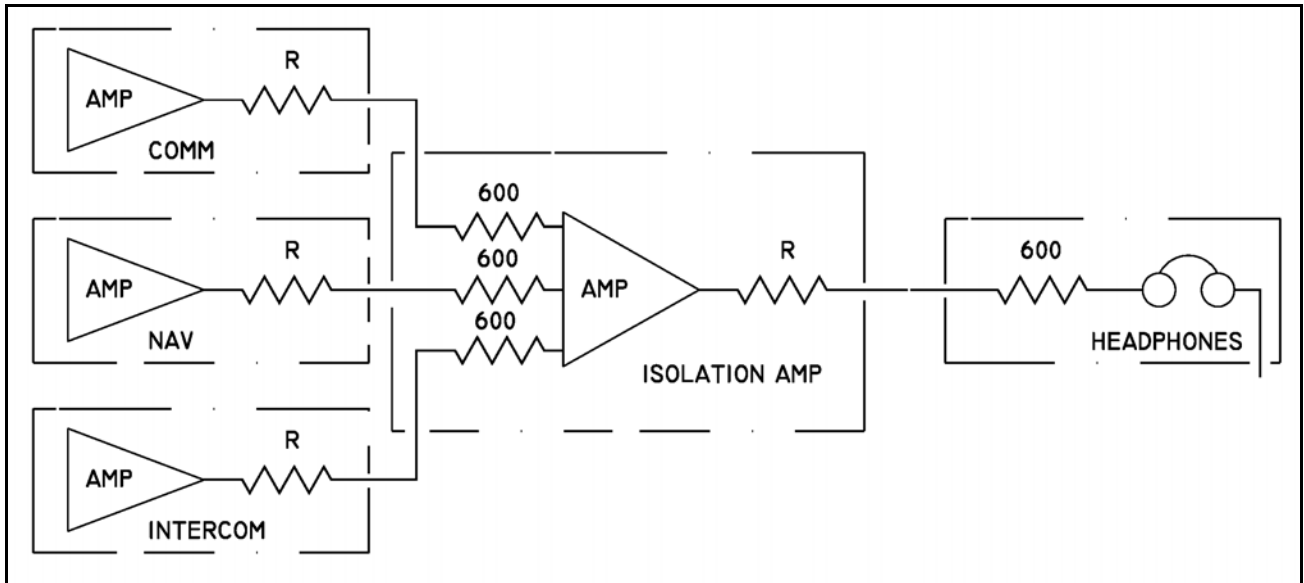 R
AMP
COMM
600
R
AMP
NAV
600
600
AMP
R
ISOLATION AMP
600
HEADPHONES
R
AMP
INTERCOM